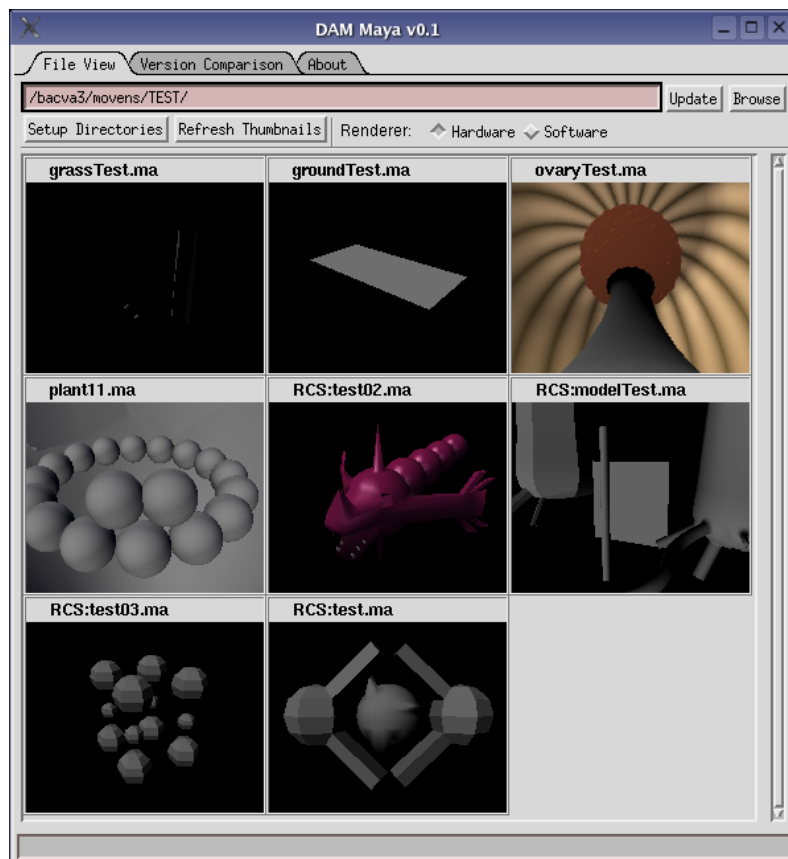 DAM Maya v0.1
File View Version Comparison About
/bacva3/movens/TEST/ Update Browse
Setup Directories Refresh Thumbnails Renderer: Hardware Software
grassTest.ma groundTest.ma ovaryTest.ma
plant11.ma RCS:test02.ma RCS:modelTest.ma
RCS:test03.ma RCS:test.ma